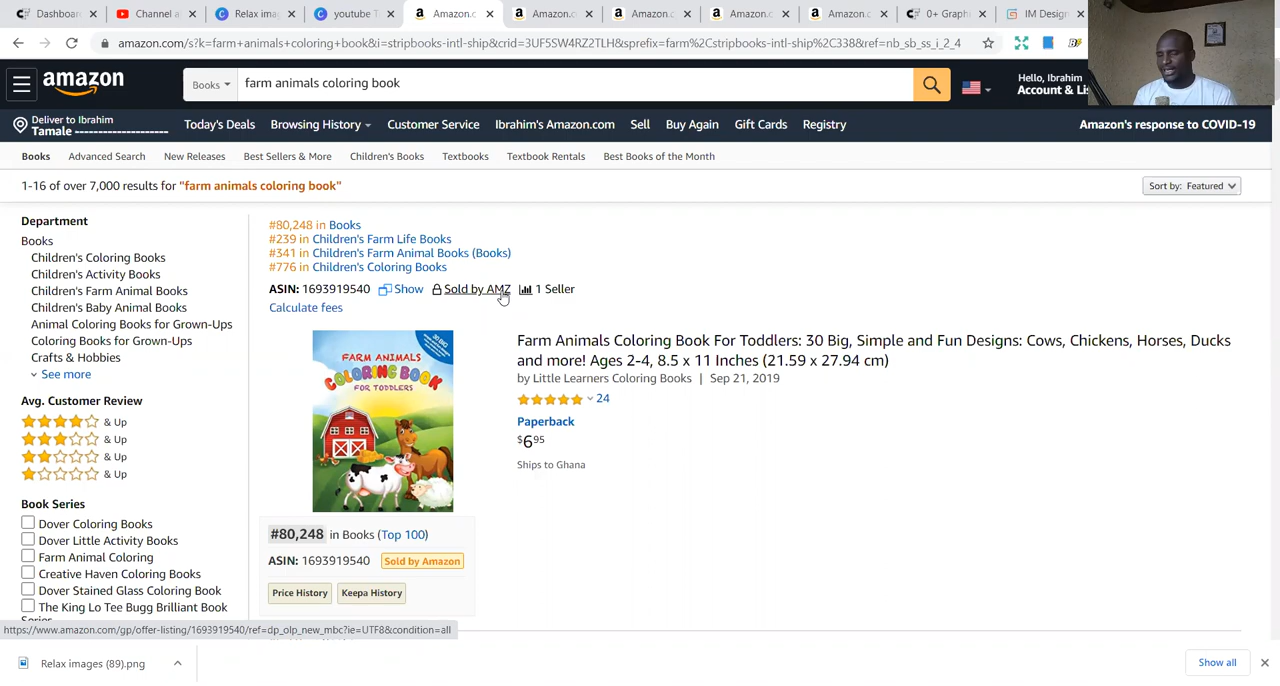 Dashboar
Channel a
Relax ima
youtube T
Amazon.c
Amazon.c
Amazon.c
Amazon.c
Amazon.c
0+ Graphi
IM Design
amazon.com/s?k=farm+animals+coloring+book&i=stripbooks-intl-ship&crid=3UF5SW4RZ2TLH&sprefix=farm%2Cstripbooks-intl-ship%2C338&ref=nb_sb_ss_i_2_4
amazon
Books
farm animals coloring book
Hello, Ibrahim
Account & Lis
Deliver to Ibrahim
Tamale -------------------
Today's Deals
Browsing History
Customer Service
Ibrahim's Amazon.com
Sell
Buy Again
Gift Cards
Registry
Amazon's response to COVID-19
Books
Advanced Search
New Releases
Best Sellers & More
Children's Books
Textbooks
Textbook Rentals
Best Books of the Month
1-16 of over 7,000 results for "farm animals coloring book"
Sort by: Featured
Department
Books
Children's Coloring Books
Children's Activity Books
Children's Farm Animal Books
Children's Baby Animal Books
Animal Coloring Books for Grown-Ups
Coloring Books for Grown-Ups
Crafts & Hobbies
See more
Avg. Customer Review
& Up
& Up
& Up
& Up
Book Series
Dover Coloring Books
Dover Little Activity Books
Farm Animal Coloring
Creative Haven Coloring Books
Dover Stained Glass Coloring Book
The King Lo Tee Bugg Brilliant Book
Series
#80,248 in Books
#239 in Children's Farm Life Books
#341 in Children's Farm Animal Books (Books)
#776 in Children's Coloring Books
ASIN: 1693919540 Show Sold by AMZ 1 Seller
Calculate fees
FARM ANIMALS
COLORING BOOK
FOR TODDLERS
Farm Animals Coloring Book For Toddlers: 30 Big, Simple and Fun Designs: Cows, Chickens, Horses, Ducks
and more! Ages 2-4, 8.5 x 11 Inches (21.59 x 27.94 cm)
by Little Learners Coloring Books | Sep 21, 2019
24
Paperback
$6.95
Ships to Ghana
#80,248 in Books (Top 100)
ASIN: 1693919540 Sold by Amazon
Price History
Keepa History
https://www.amazon.com/gp/offer-listing/1693919540/ref=dp_olp_new_mbc?ie=UTF8&condition=all
Relax images (89).png
Show all